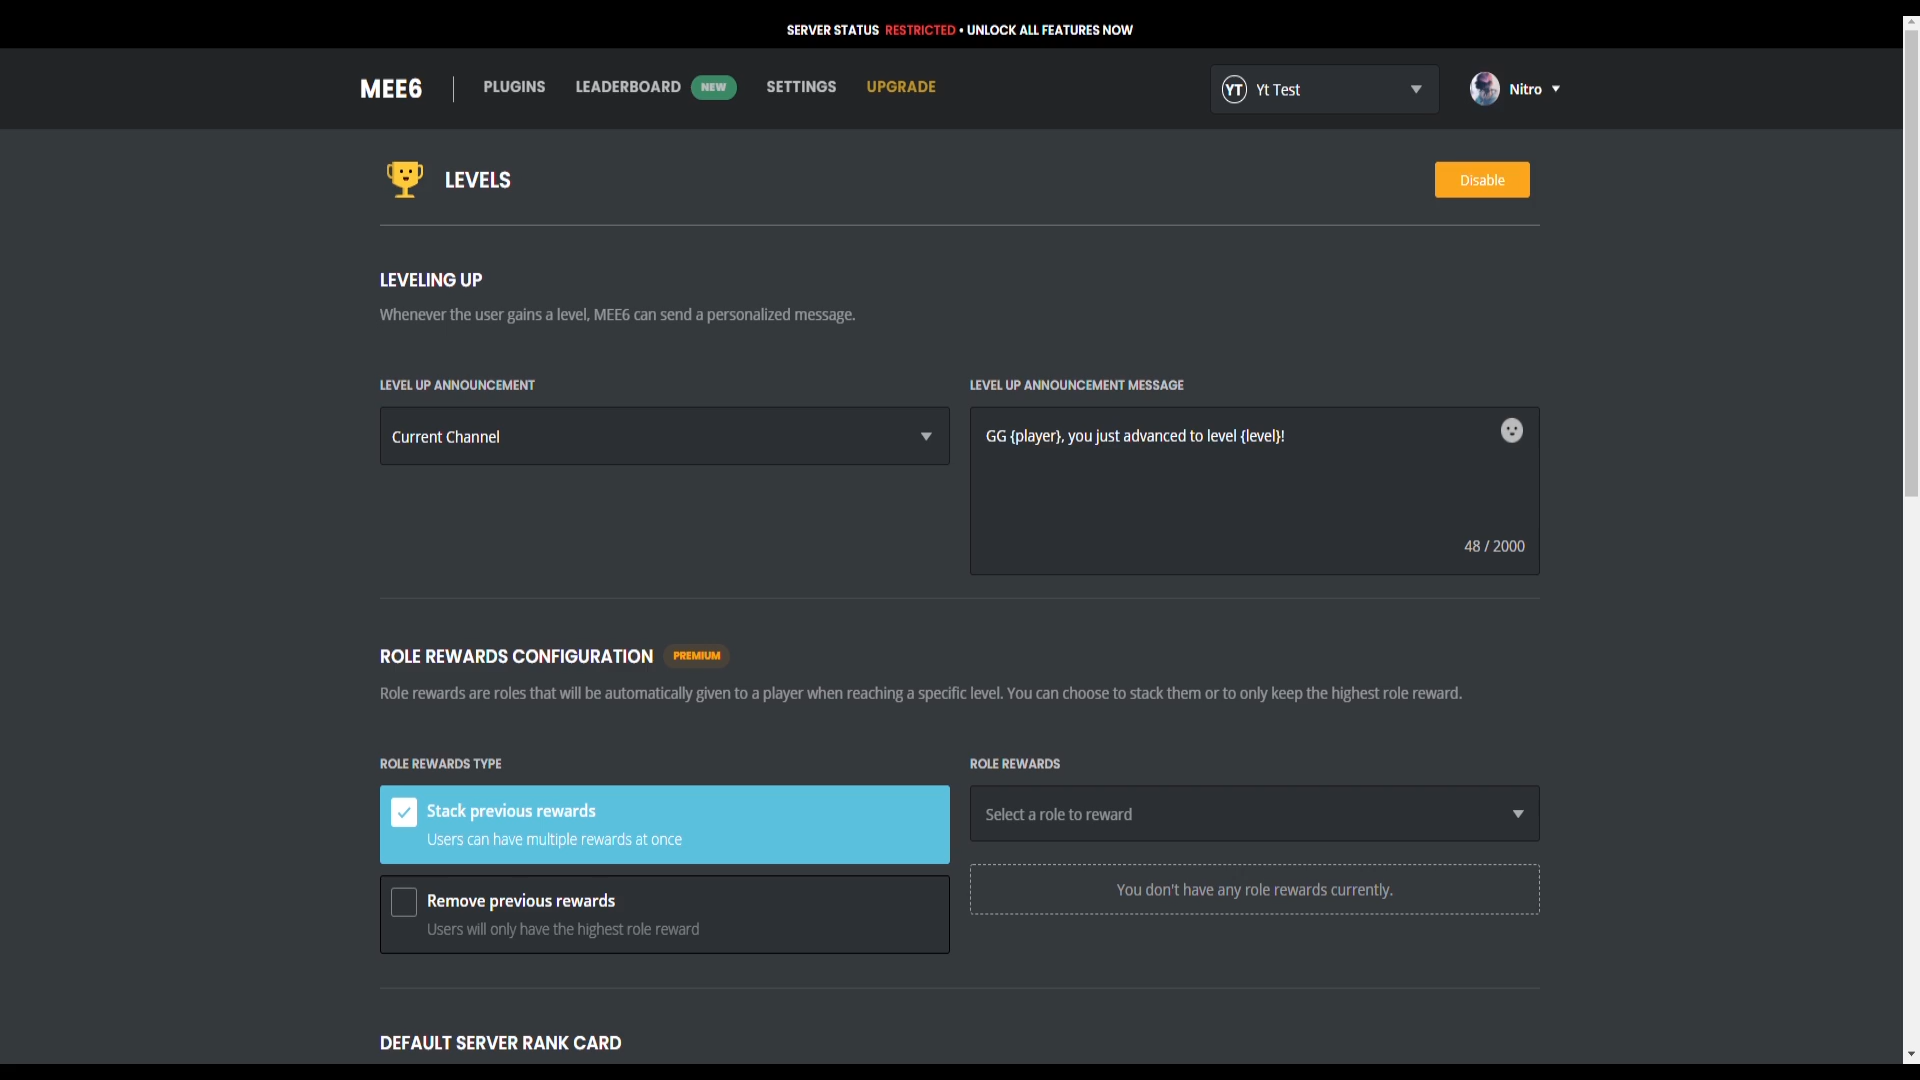 SERVER STATUS RESTRICTED • UNLOCK ALL FEATURES NOW
MEE6 PLUGINS LEADERBOARD NEW SETTINGS UPGRADE YT Yt Test Nitro
LEVELS Disable
LEVELING UP
Whenever the user gains a level, MEE6 can send a personalized message.
LEVEL UP ANNOUNCEMENT
Current Channel
LEVEL UP ANNOUNCEMENT MESSAGE
GG {player}, you just advanced to level {level}!
48 / 2000
ROLE REWARDS CONFIGURATION PREMIUM
Role rewards are roles that will be automatically given to a player when reaching a specific level. You can choose to stack them or to only keep the highest role reward.
ROLE REWARDS TYPE
Stack previous rewards
Users can have multiple rewards at once
Remove previous rewards
Users will only have the highest role reward
ROLE REWARDS
Select a role to reward
You don't have any role rewards currently.
DEFAULT SERVER RANK CARD